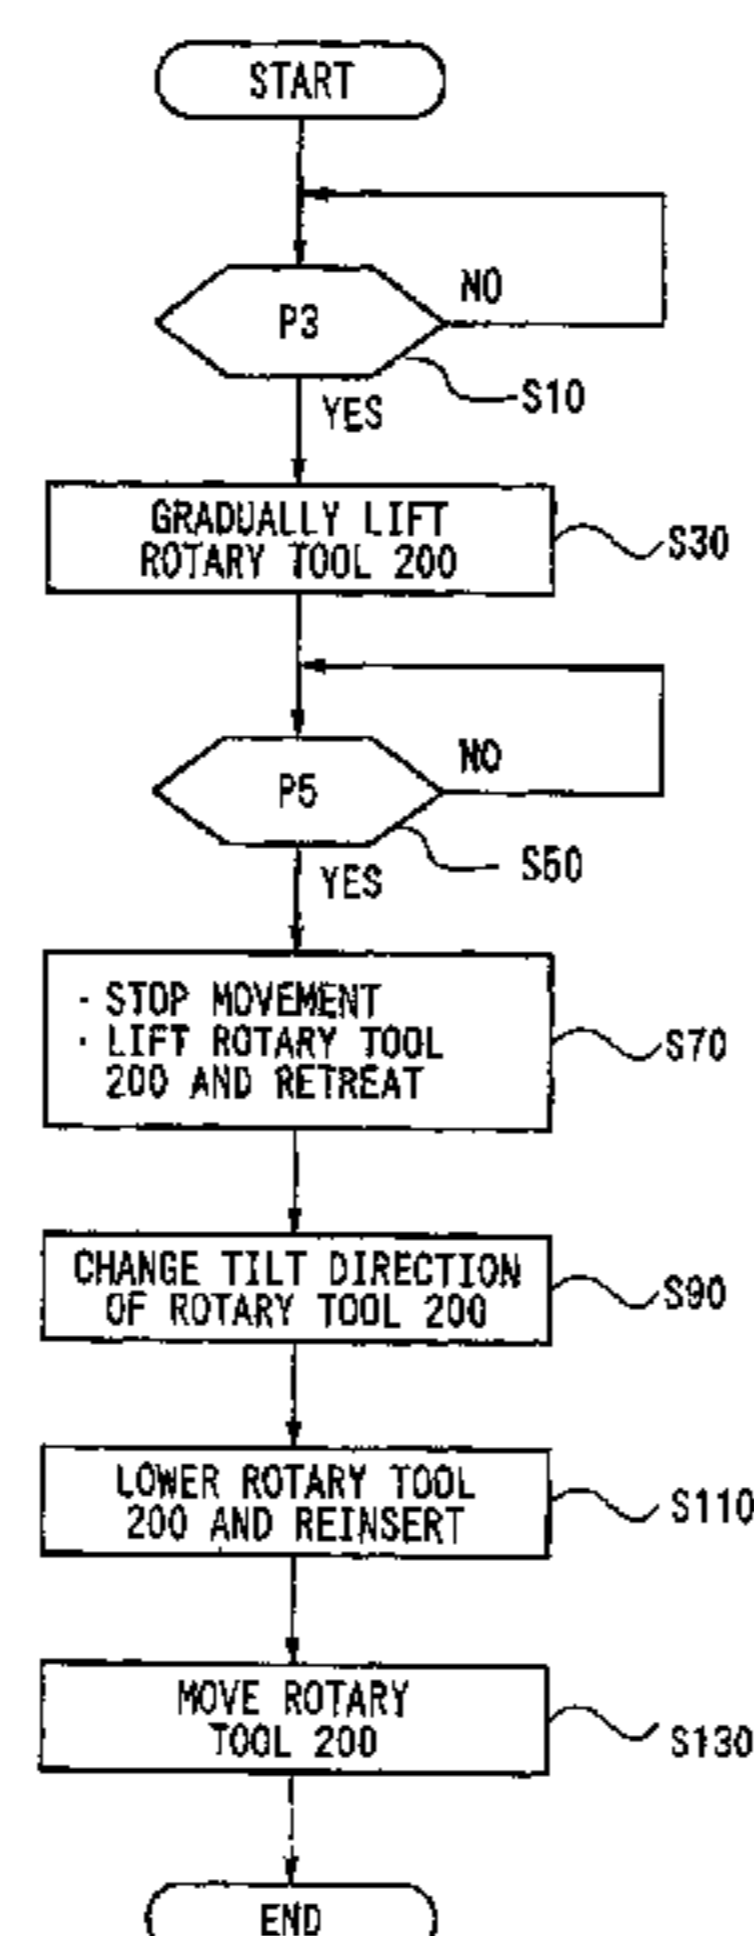 START
NO
P3
S10
YES
GRADUALLY LIFT
ROTARY TOOL 200
S30
NO
P5
S50
YES
· STOP MOVEMENT
· LIFT ROTARY TOOL
200 AND RETREAT
S70
CHANGE TILT DIRECTION
OF ROTARY TOOL 200
S90
LOWER ROTARY TOOL
200 AND REINSERT
S110
MOVE ROTARY
TOOL 200
S130
END